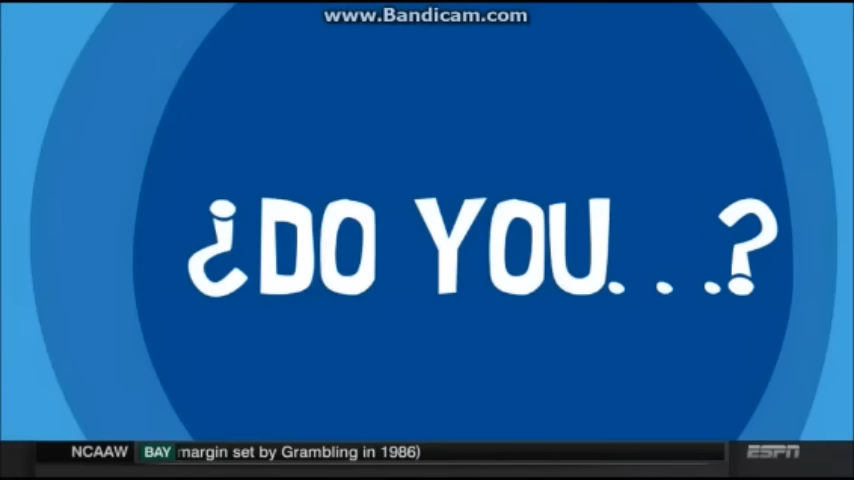 www.Bandicam.com
¿DO YOU. . .?
NCAAW BAY margin set by Grambling in 1986) ESPN